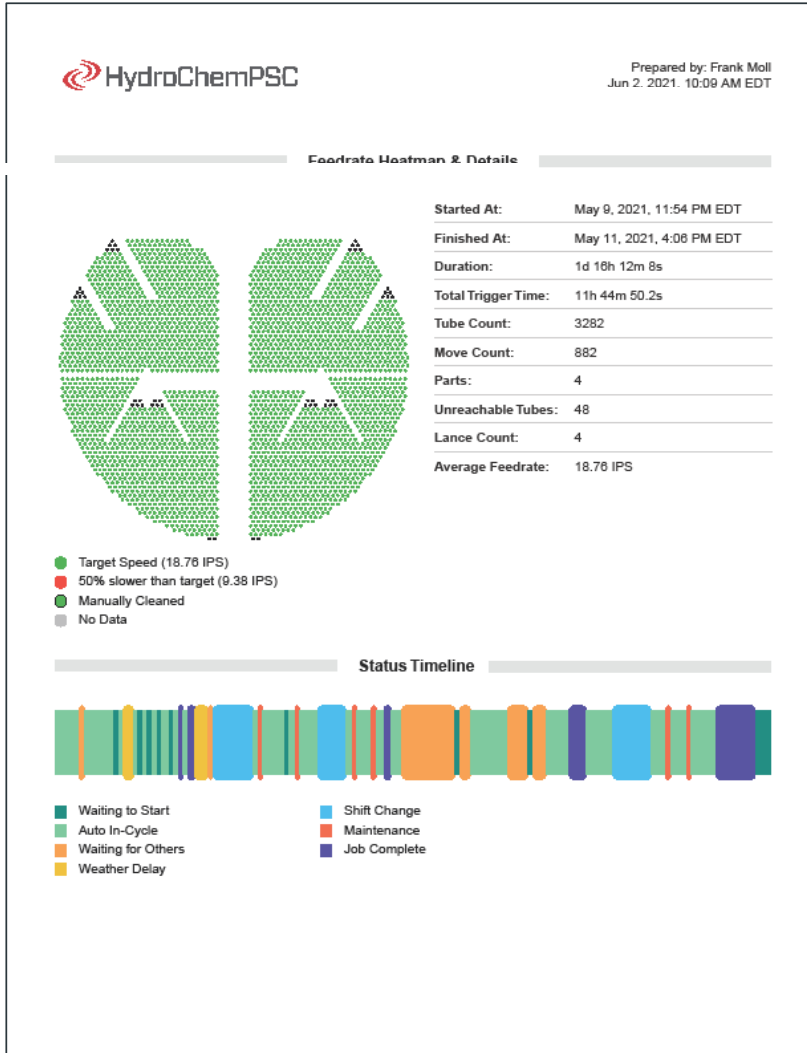 HydroChemPSC
Prepared by: Frank Moll
Jun 2. 2021. 10:09 AM EDT
Feedrate Heatmap & Details
Started At: May 9, 2021, 11:54 PM EDT
Finished At: May 11, 2021, 4:06 PM EDT
Duration: 1d 16h 12m 8s
Total Trigger Time: 11h 44m 50.2s
Tube Count: 3282
Move Count: 882
Parts: 4
Unreachable Tubes: 48
Lance Count: 4
Average Feedrate: 18.76 IPS
Target Speed (18.76 IPS)
50% slower than target (9.38 IPS)
Manually Cleaned
No Data
Status Timeline
Waiting to Start
Auto In-Cycle
Waiting for Others
Weather Delay
Shift Change
Maintenance
Job Complete